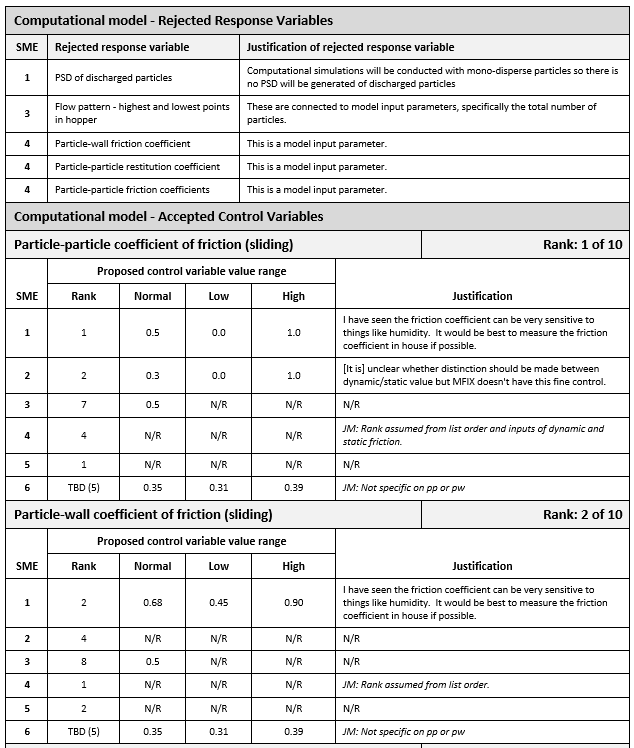 Computational model - Rejected Response Variables
SME Rejected response variable Justification of rejected response variable
1 PSD of discharged particles Computational simulations will be conducted with mono-disperse particles so there is
no PSD will be generated of discharged particles
3 Flow pattern - highest and lowest points
in hopper These are connected to model input parameters, specifically the total number of
particles.
4 Particle-wall friction coefficient This is a model input parameter.
4 Particle-particle restitution coefficient This is a model input parameter.
4 Particle-particle friction coefficients This is a model input parameter.
Computational model - Accepted Control Variables
Particle-particle coefficient of friction (sliding) Rank: 1 of 10
Proposed control variable value range
SME Rank Normal Low High Justification
1 1 0.5 0.0 1.0 I have seen the friction coefficient can be very sensitive to
things like humidity. It would be best to measure the friction
coefficient in house if possible.
2 2 0.3 0.0 1.0 [It is] unclear whether distinction should be made between
dynamic/static value but MFIX doesn't have this fine control.
3 7 0.5 N/R N/R N/R
4 4 N/R N/R N/R JM: Rank assumed from list order and inputs of dynamic and
static friction.
5 1 N/R N/R N/R N/R
6 TBD (5) 0.35 0.31 0.39 JM: Not specific on pp or pw
Particle-wall coefficient of friction (sliding) Rank: 2 of 10
Proposed control variable value range
SME Rank Normal Low High Justification
1 2 0.68 0.45 0.90 I have seen the friction coefficient can be very sensitive to
things like humidity. It would be best to measure the friction
coefficient in house if possible.
2 4 N/R N/R N/R N/R
3 8 0.5 N/R N/R N/R
4 1 N/R N/R N/R JM: Rank assumed from list order.
5 2 N/R N/R N/R N/R
6 TBD (5) 0.35 0.31 0.39 JM: Not specific on pp or pw